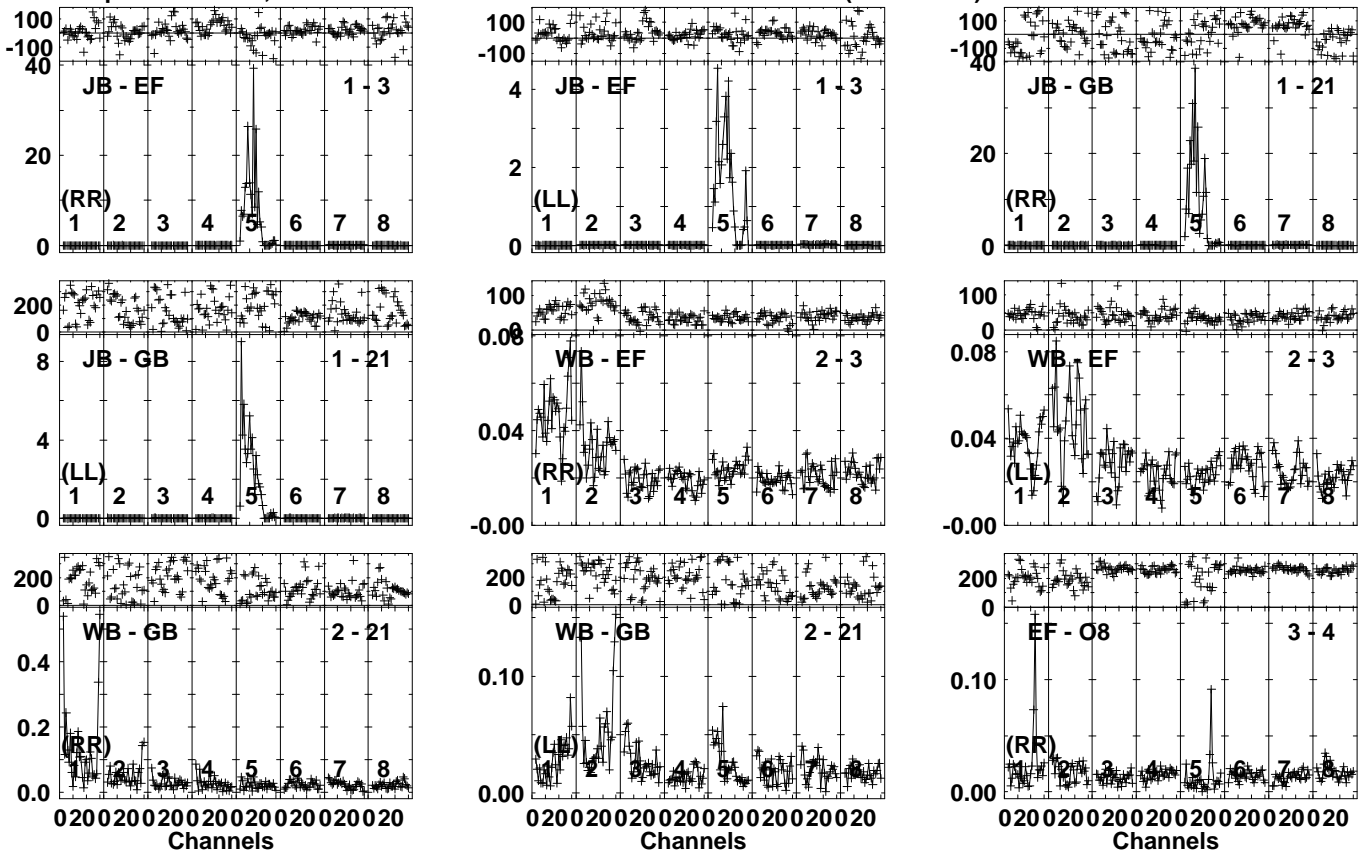 100
-100
40
20
0
JB - EF 1 - 3
(RR)
1 2 3 4 5 6 7 8
100
-100
4
2
0
JB - EF 1 - 3
(LL)
1 2 3 4 5 6 7 8
100
-100
40
20
0
JB - GB 1 - 21
(RR)
1 2 3 4 5 6 7 8
200
0
8
4
0
JB - GB 1 - 21
(LL)
1 2 3 4 5 6 7 8
100
0
0.08
0.04
-0.00
WB - EF 2 - 3
(RR)
1 2 3 4 5 6 7 8
100
0
0.08
0.04
-0.00
WB - EF 2 - 3
(LL)
1 2 3 4 5 6 7 8
200
0
0.4
0.2
0.0
WB - GB 2 - 21
(RR)
1 2 3 4 5 6 7 8
0 20 0 20 0 20 0 20 0 20 0 20 0 20 0 20
Channels
200
0
0.10
0.00
WB - GB 2 - 21
(LL)
1 2 3 4 5 6 7 8
0 20 0 20 0 20 0 20 0 20 0 20 0 20 0 20
Channels
200
0
0.10
0.00
EF - O8 3 - 4
(RR)
1 2 3 4 5 6 7 8
0 20 0 20 0 20 0 20 0 20 0 20 0 20 0 20
Channels